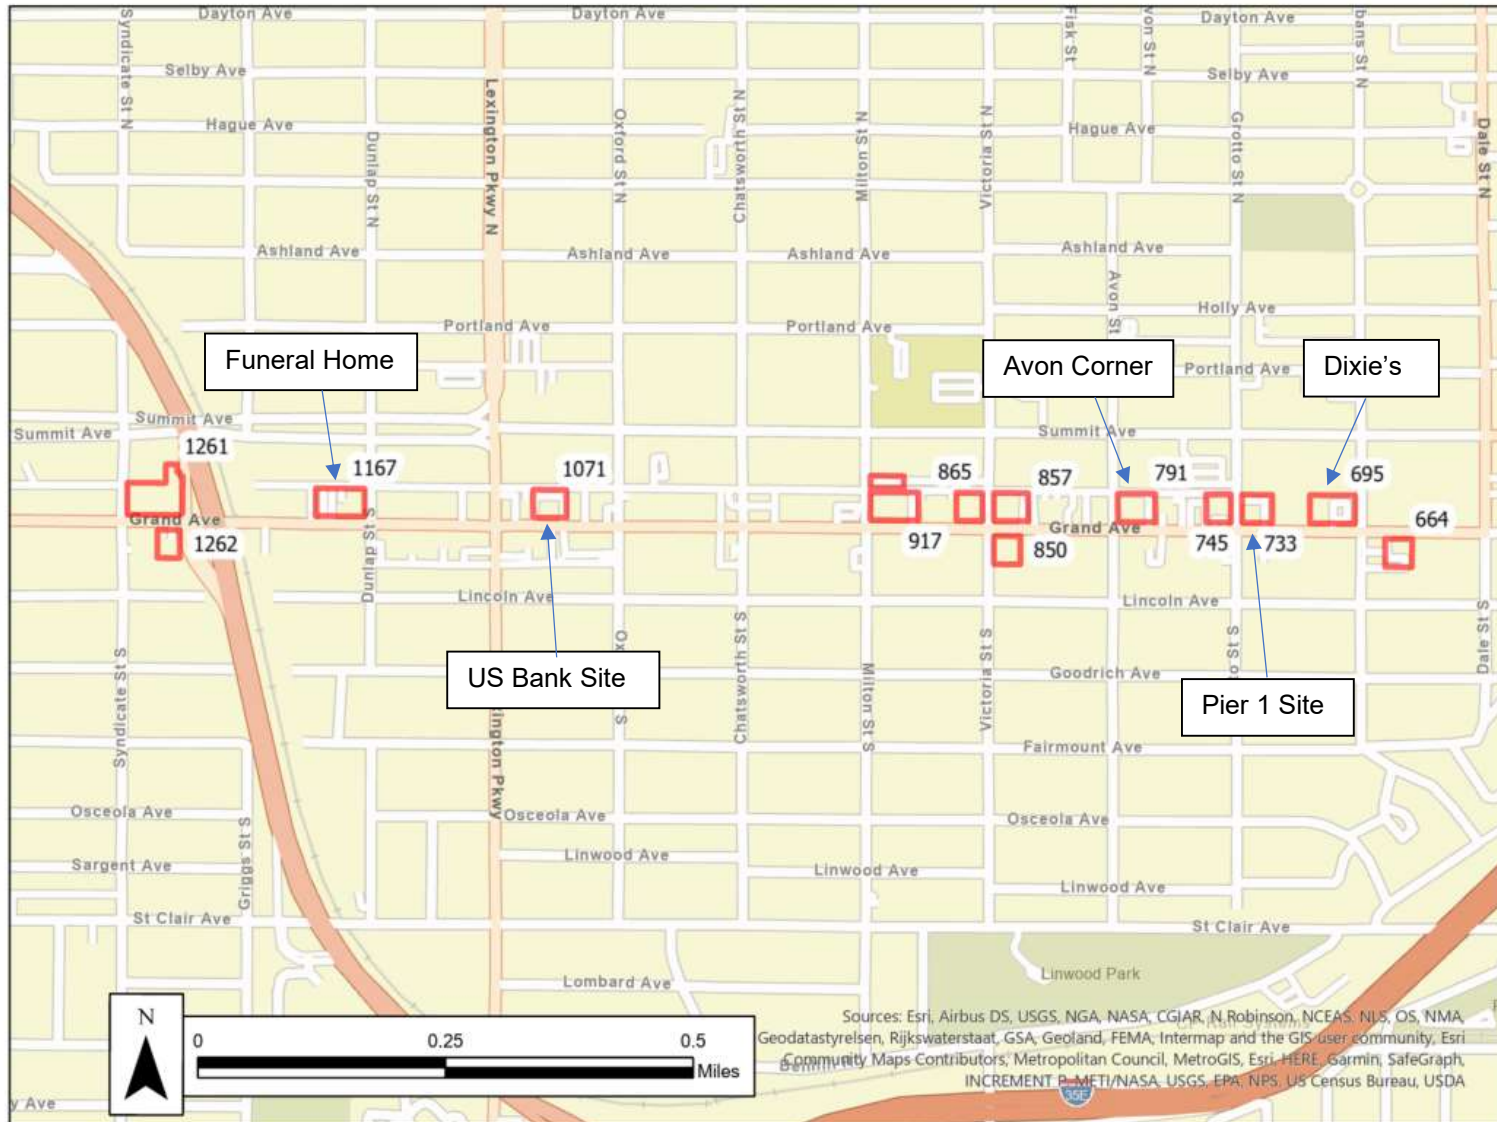 Dayton Ave
Dayton Ave
Dayton Ave
Syndicate St N
Fisk St
Selby Ave
Selby Ave
Lexington Pkwy N
Hague Ave
Hague Ave
Dunlap St N
Oxford St N
Chatsworth St N
Milton St N
Victoria St N
Grotto St N
Dale St N
Ashland Ave
Ashland Ave
Ashland Ave
Ashland Ave
Avon St
Holly Ave
Portland Ave
Portland Ave
Portland Ave
Funeral Home
Avon Corner
Dixie's
Summit Ave
Summit Ave
Summit Ave
1261
1167
1071
865
857
791
695
Grand Ave
Grand Ave
1262
917
850
745
733
664
Dunlap St S
Lincoln Ave
Lincoln Ave
US Bank Site
Pier 1 Site
Goodrich Ave
Syndicate St S
Chatsworth St S
Milton St S
Victoria St S
Dale St S
Fairmount Ave
ington Pkwy
Osceola Ave
Osceola Ave
Osceola Ave
Griggs St S
Sargent Ave
Linwood Ave
Linwood Ave
Linwood Ave
St Clair Ave
St Clair Ave
Lombard Ave
Linwood Park
N
0
0.25
0.5
Miles
Sources: Esri, Airbus DS, USGS, NGA, NASA, CGIAR, N Robinson, NCEAS, NLS, OS, NMA,
Geodatastyrelsen, Rijkswaterstaat, GSA, Geoland, FEMA, Intermap and the GIS user community, Esri
Community Maps Contributors, Metropolitan Council, MetroGIS, Esri, HERE, Garmin, SafeGraph,
INCREMENT P, METI/NASA, USGS, EPA, NPS, US Census Bureau, USDA
35E
y Ave